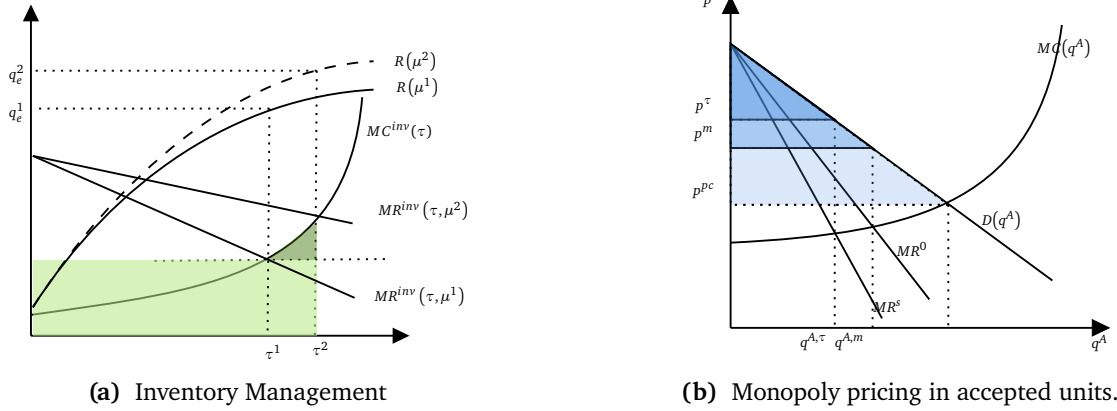 p
q_e^2
R(μ^2)
R(μ^1)
MC(q^A)
q_e^1
p^τ
MC^{inv}(τ)
p^m
p^{pc}
MR^{inv}(τ, μ^2)
D(q^A)
MR^0
MR^{inv}(τ, μ^1)
MR^s
τ^1
τ^2
q^{A,τ}
q^{A,m}
q^A
(a) Inventory Management
(b) Monopoly pricing in accepted units.